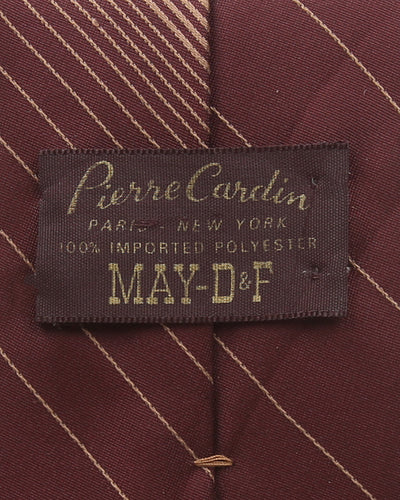 Pierre Cardin
PARIS - NEW YORK
100% IMPORTED POLYESTER
MAY-D&F